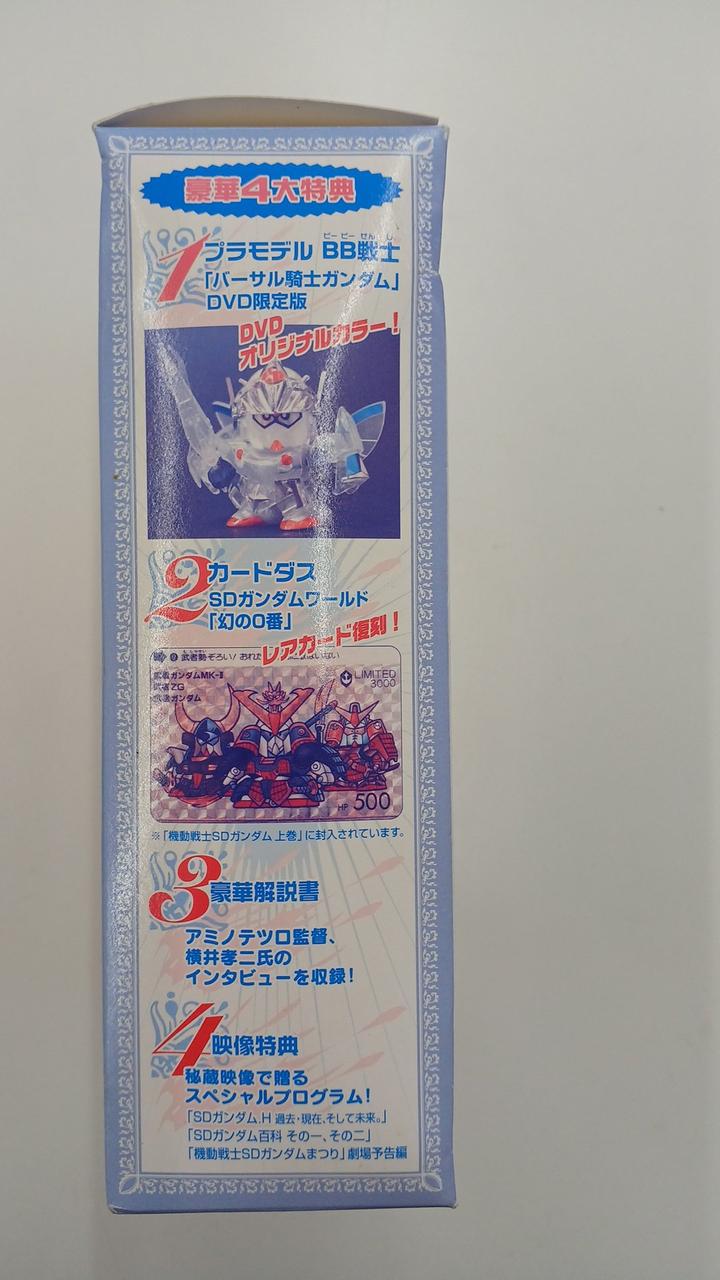 豪華4大特典
1
プラモデル BB戦士
ビービー せんし
「バーサル騎士ガンダム」
DVD限定版
DVD
オリジナルカラー！
2
カードダス
SDガンダムワールド
「幻の0番」
レアカード復刻！
武者勢ぞろい！おれた
武者ガンダムMK-Ⅱ
武者ZG
武者ガンダム
LIMITED
3000
HP 500
※「機動戦士SDガンダム 上巻」に封入されています。
3
豪華解説書
アミノテツロ監督、
横井孝二氏の
インタビューを収録！
4
映像特典
秘蔵映像で贈る
スペシャルプログラム！
「SDガンダム.H 過去・現在、そして未来。」
「SDガンダム百科 その一、その二」
「機動戦士SDガンダムまつり」劇場予告編